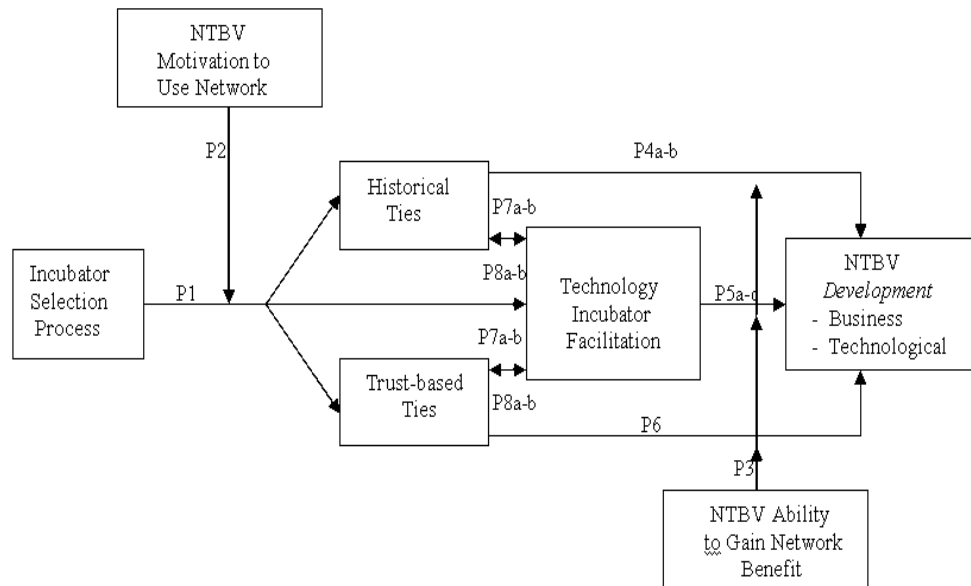 NTBV
Motivation to
Use Network
P2
P4a-b
Historical
Ties
P7a-b
P8a-b
Incubator
Selection
Process
P1
Technology
Incubator
Facilitation
P5a-c
NTBV
Development
- Business
- Technological
P7a-b
P8a-b
Trust-based
Ties
P6
P3
NTBV Ability
to Gain Network
Benefit